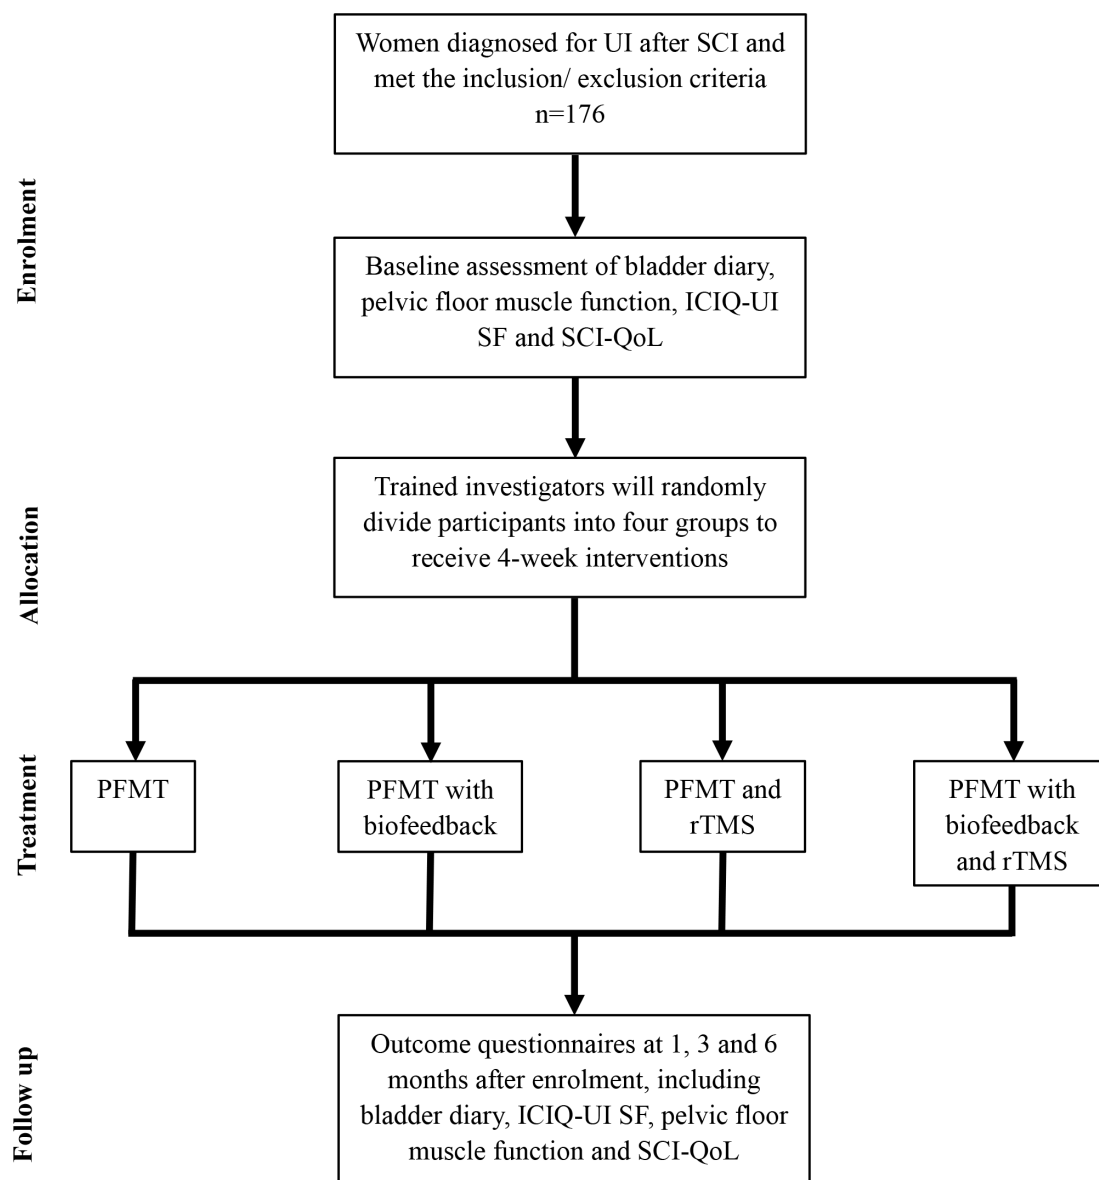 Women diagnosed for UI after SCI and
met the inclusion/ exclusion criteria
n=176
Enrolment
Baseline assessment of bladder diary,
pelvic floor muscle function, ICIQ-UI
SF and SCI-QoL
Allocation
Trained investigators will randomly
divide participants into four groups to
receive 4-week interventions
Treatment
PFMT
PFMT with
biofeedback
PFMT and
rTMS
PFMT with
biofeedback
and rTMS
Follow up
Outcome questionnaires at 1, 3 and 6
months after enrolment, including
bladder diary, ICIQ-UI SF, pelvic floor
muscle function and SCI-QoL